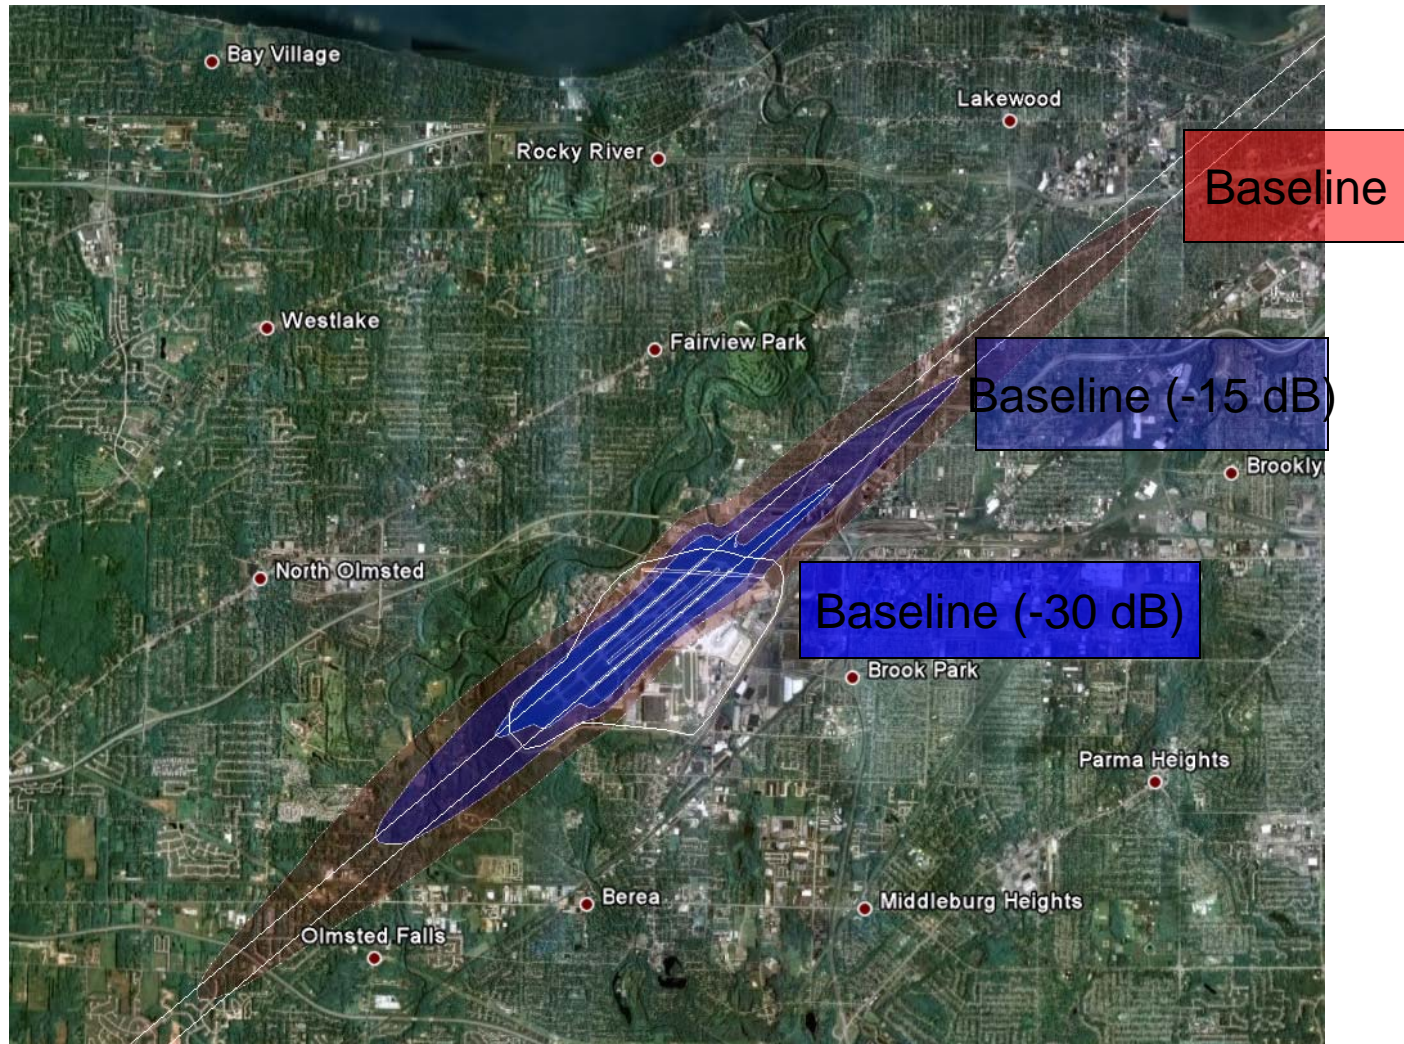 Bay Village
Lakewood
Rocky River
Baseline
Westlake
Fairview Park
Baseline (-15 dB)
Brookly
North Olmsted
Baseline (-30 dB)
Brook Park
Parma Heights
Berea
Middleburg Heights
Olmsted Falls